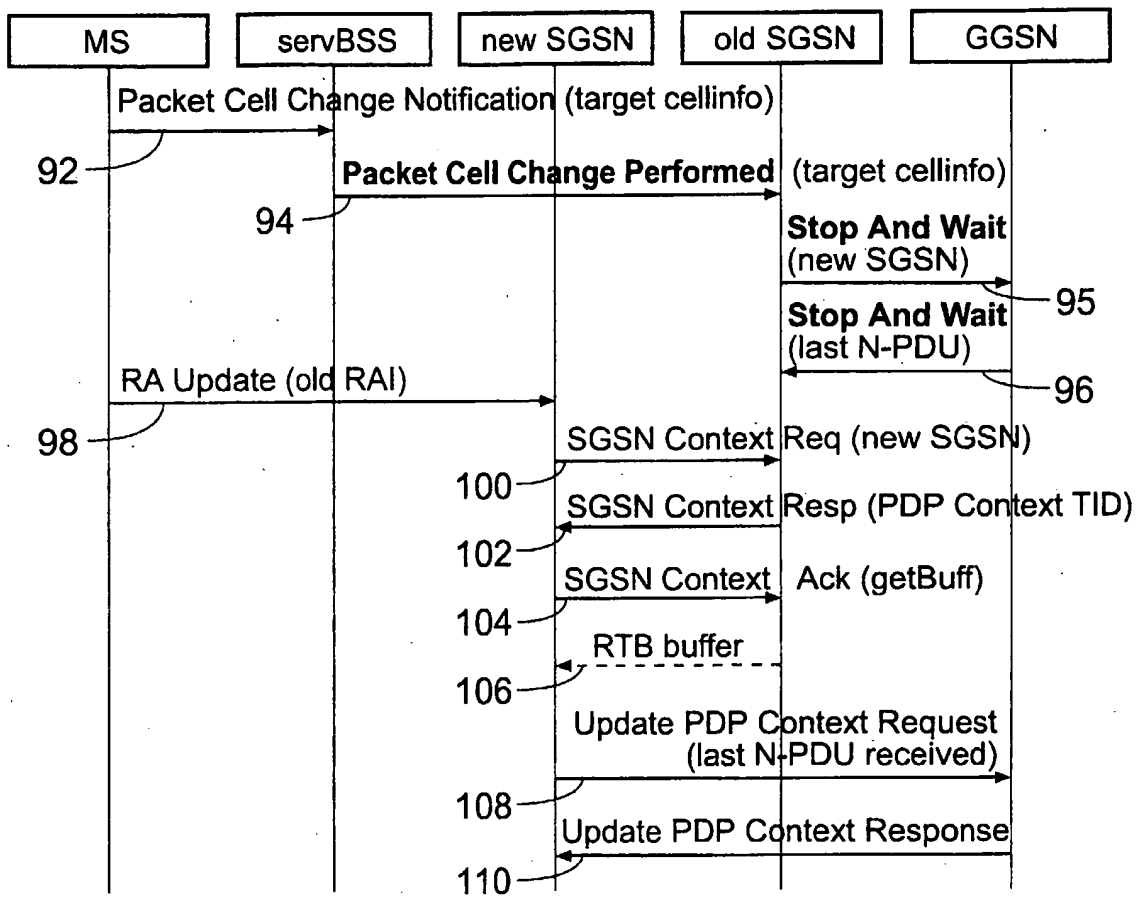 MS servBSS new SGSN old SGSN GGSN
Packet Cell Change Notification (target cellinfo)
92
Packet Cell Change Performed (target cellinfo)
94
Stop And Wait
(new SGSN)
95
Stop And Wait
(last N-PDU)
96
RA Update (old RAI)
98
SGSN Context Req (new SGSN)
100
SGSN Context Resp (PDP Context TID)
102
SGSN Context Ack (getBuff)
104
RTB buffer
106
Update PDP Context Request
(last N-PDU received)
108
Update PDP Context Response
110